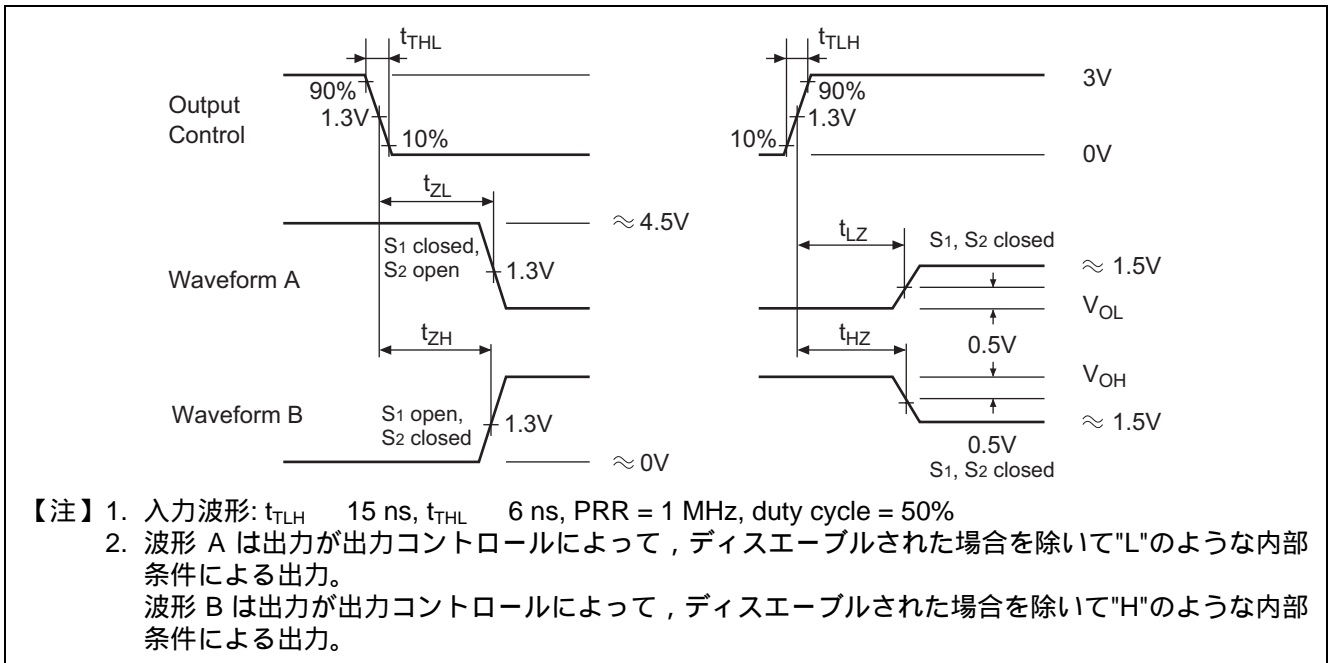 tTHL
tTLH
Output
Control
90%
1.3V
10%
90%
1.3V
10%
3V
0V
tZL
≈ 4.5V
Waveform A
S1 closed,
S2 open
1.3V
tLZ
S1, S2 closed
≈ 1.5V
VOL
0.5V
tZH
Waveform B
S1 open,
S2 closed
1.3V
≈ 0V
tHZ
VOH
≈ 1.5V
0.5V
S1, S2 closed
【注】1. 入力波形: tTLH 15 ns, tTHL 6 ns, PRR = 1 MHz, duty cycle = 50%
2. 波形 A は出力が出力コントロールによって，ディスエーブルされた場合を除いて"L"のような内部
条件による出力。
波形 B は出力が出力コントロールによって，ディスエーブルされた場合を除いて"H"のような内部
条件による出力。